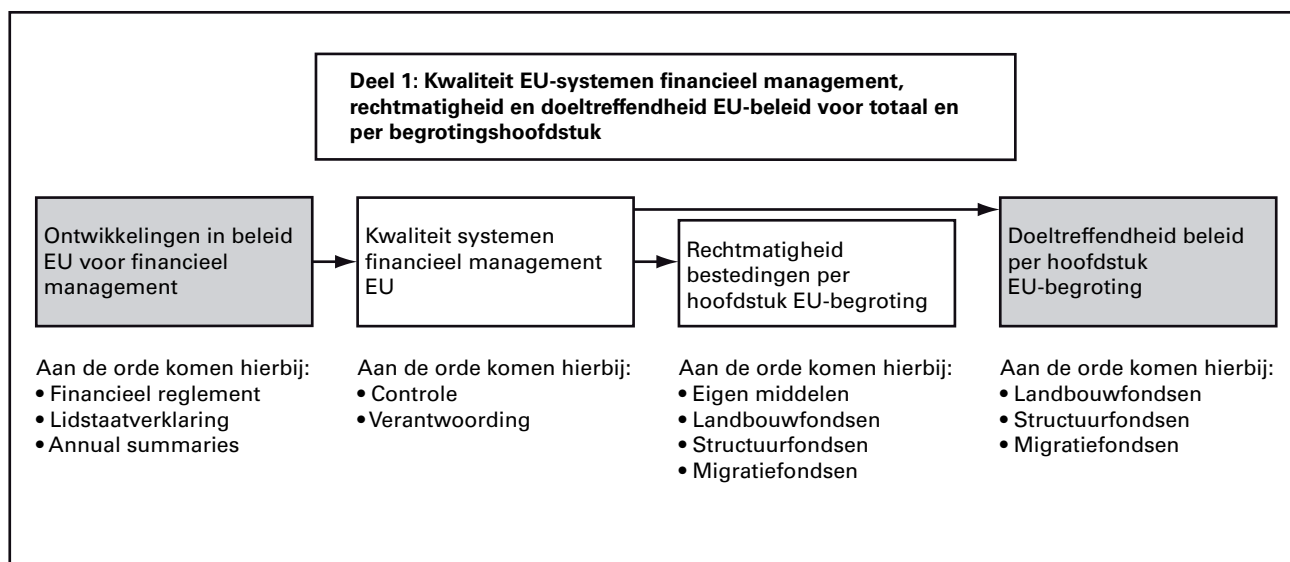 Deel 1: Kwaliteit EU-systemen financieel management,
rechtmatigheid en doeltreffendheid EU-beleid voor totaal en
per begrotingshoofdstuk
Ontwikkelingen in beleid
EU voor financieel
management
Aan de orde komen hierbij:
• Financieel reglement
• Lidstaatverklaring
• Annual summaries
Kwaliteit systemen
financieel management
EU
Aan de orde komen hierbij:
• Controle
• Verantwoording
Rechtmatigheid
bestedingen per
hoofdstuk EU-begroting
Aan de orde komen hierbij:
• Eigen middelen
• Landbouwfondsen
• Structuurfondsen
• Migratiefondsen
Doeltreffendheid beleid
per hoofdstuk
EU-begroting
Aan de orde komen hierbij:
• Landbouwfondsen
• Structuurfondsen
• Migratiefondsen